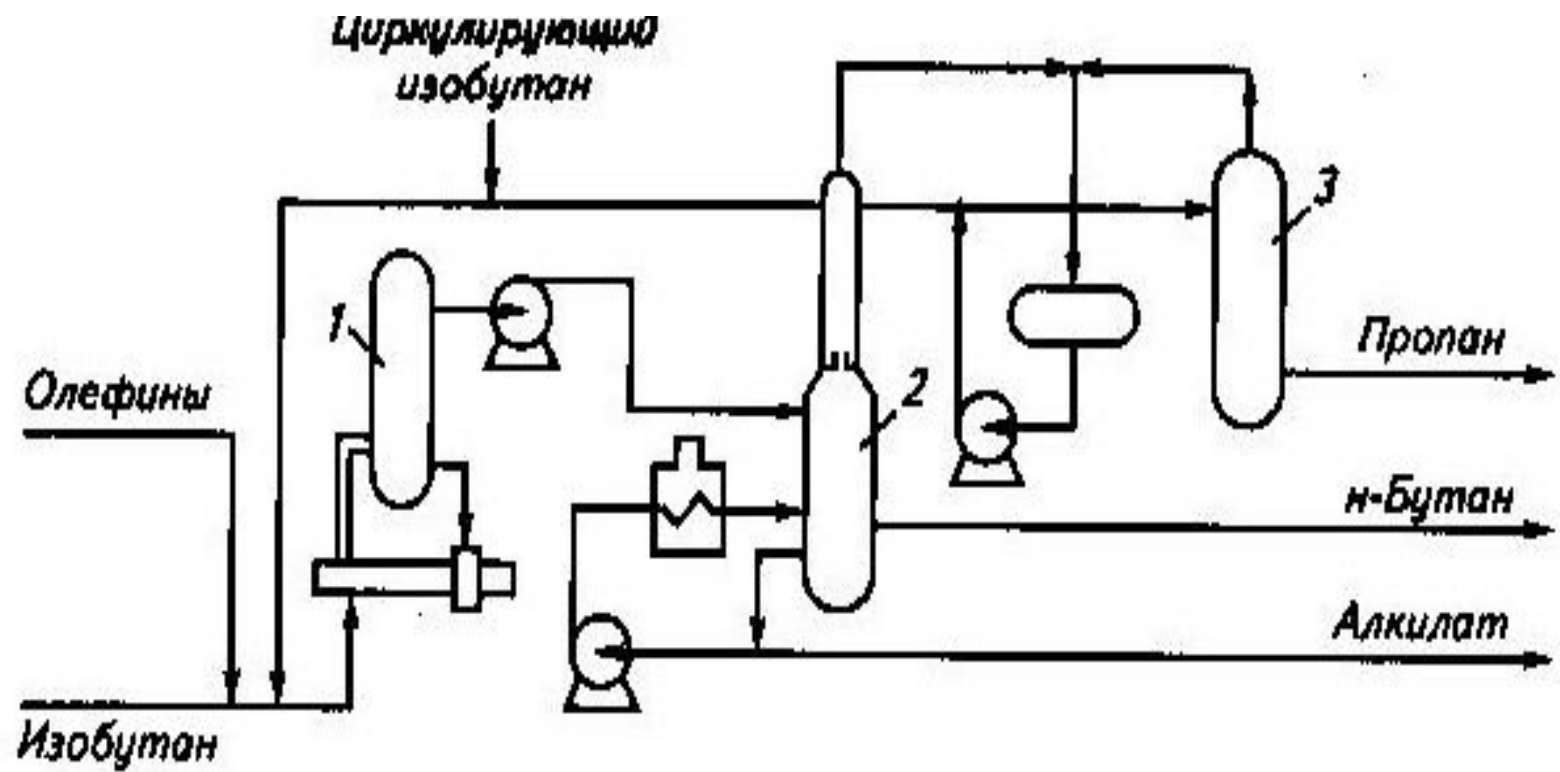 Циркулирующий
изобутан
3
1
Пропан
Олефины
2
н-Бутан
Алкилат
Изобутан